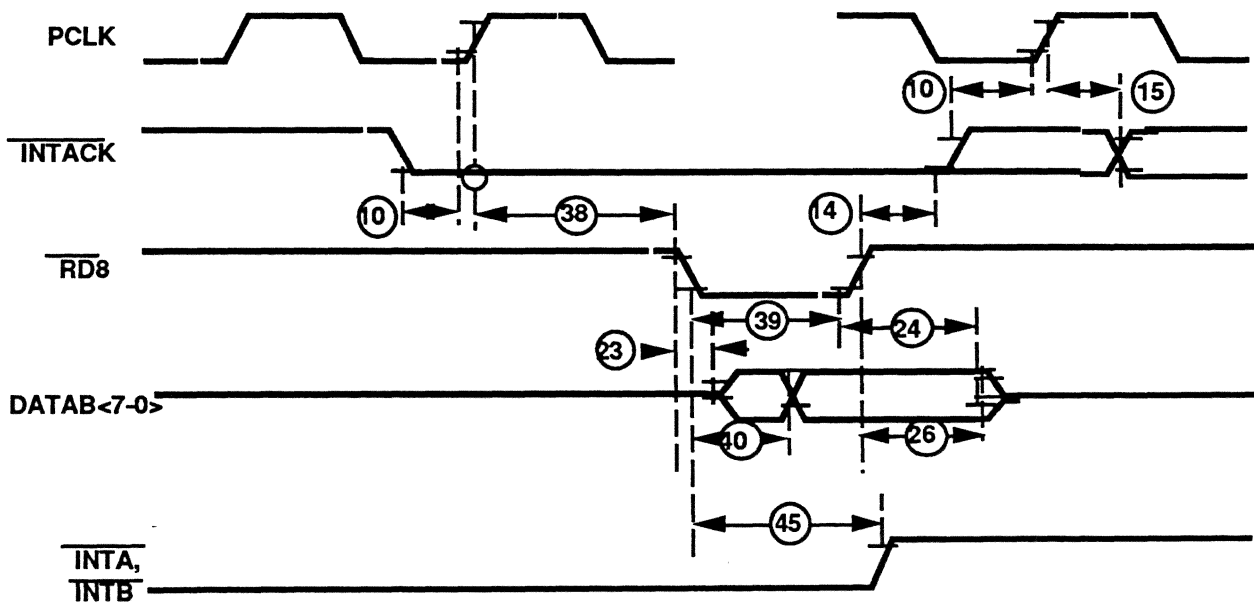 PCLK
10
15
INTACK
10
38
14
RD8
39
24
23
DATAB<7-0>
40
26
45
INTA,
INTB